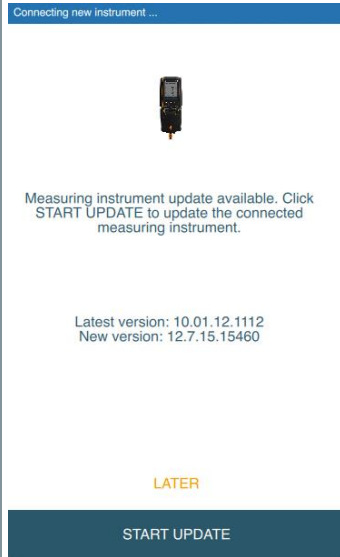 Connecting new instrument ...
Measuring instrument update available. Click
START UPDATE to update the connected
measuring instrument.
Latest version: 10.01.12.1112
New version: 12.7.15.15460
LATER
START UPDATE